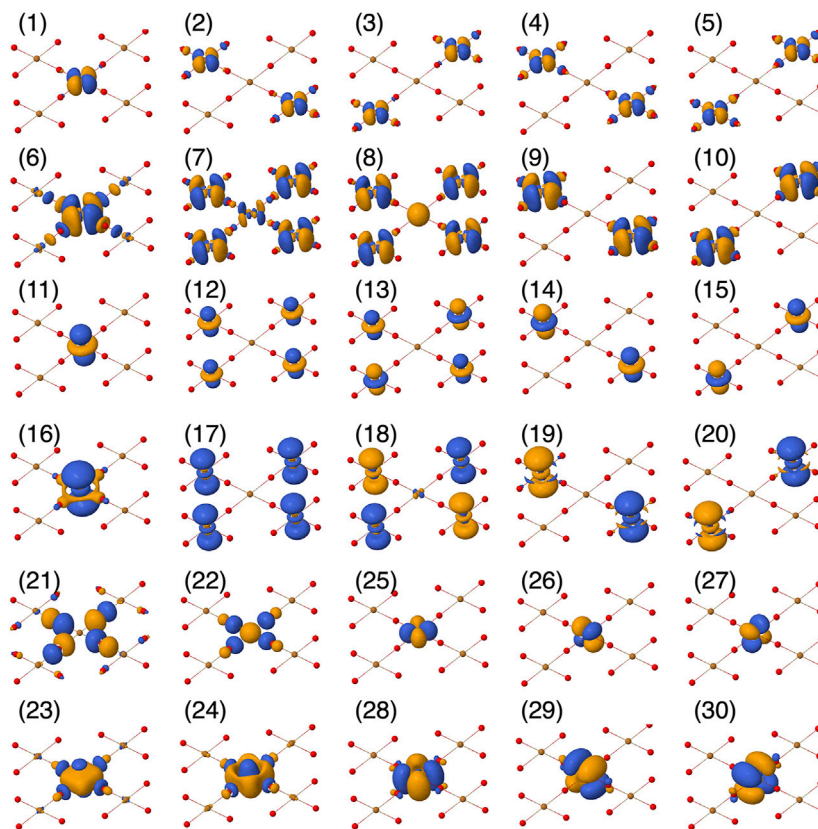 (1) (2) (3) (4) (5)
(6) (7) (8) (9) (10)
(11) (12) (13) (14) (15)
(16) (17) (18) (19) (20)
(21) (22) (25) (26) (27)
(23) (24) (28) (29) (30)